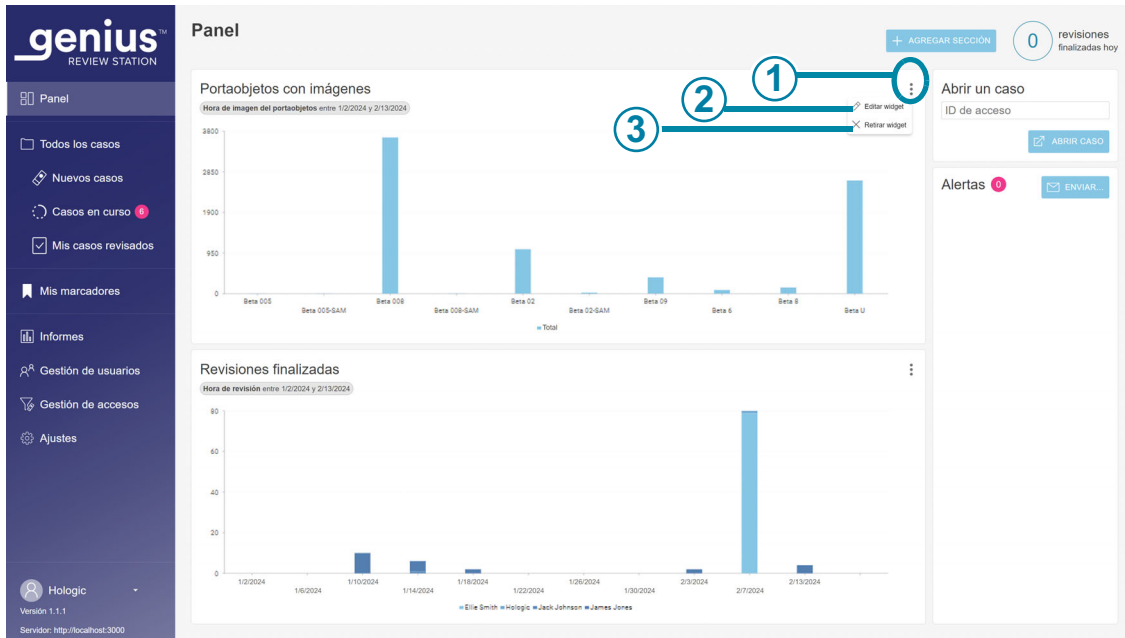 genius™
REVIEW STATION
Panel
Todos los casos
Nuevos casos
Casos en curso 6
Mis casos revisados
Mis marcadores
Informes
Gestión de usuarios
Gestión de accesos
Ajustes
Hologic
Versión 1.1.1
Servidor: http://localhost:3000
Panel
+ AGREGAR SECCIÓN
0 revisiones
finalizadas hoy
1
2
3
Portaobjetos con imágenes
Hora de imagen del portaobjetos entre 1/2/2024 y 2/13/2024
Editar widget
Retirar widget
3800
2850
1900
950
0
Beta 005
Beta 005-SAM
Beta 008
Beta 008-SAM
Beta 02
Beta 02-SAM
Beta 09
Beta 6
Beta 8
Beta U
Total
Revisiones finalizadas
Hora de revisión entre 1/2/2024 y 2/13/2024
80
60
40
20
0
1/2/2024
1/6/2024
1/10/2024
1/14/2024
1/18/2024
1/22/2024
1/26/2024
1/30/2024
2/3/2024
2/7/2024
2/13/2024
Ellie Smith Hologic Jack Johnson James Jones
Abrir un caso
ID de acceso
ABRIR CASO
Alertas 0
ENVIAR...